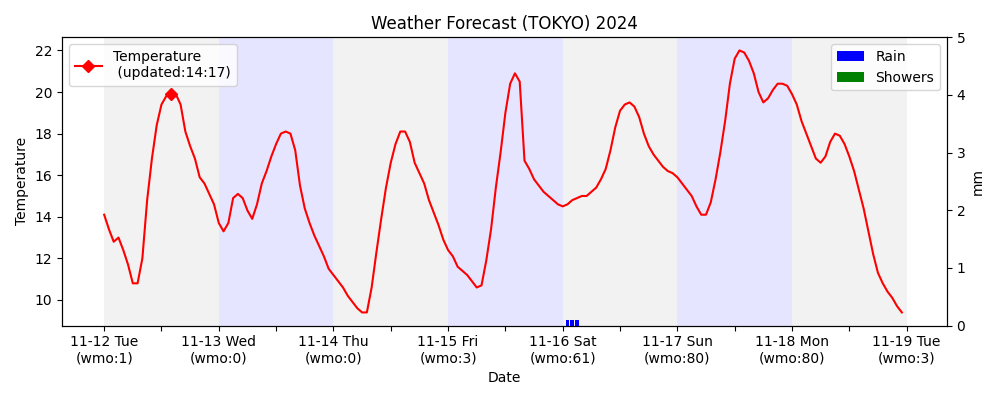 Weather Forecast (TOKYO) 2024
Temperature
(updated:14:17)
Rain
Showers
22
20
18
16
14
12
10
Temperature
5
4
3
2
1
0
mm
11-12 Tue
(wmo:1)
11-13 Wed
(wmo:0)
11-14 Thu
(wmo:0)
11-15 Fri
(wmo:3)
11-16 Sat
(wmo:61)
11-17 Sun
(wmo:80)
11-18 Mon
(wmo:80)
11-19 Tue
(wmo:3)
Date